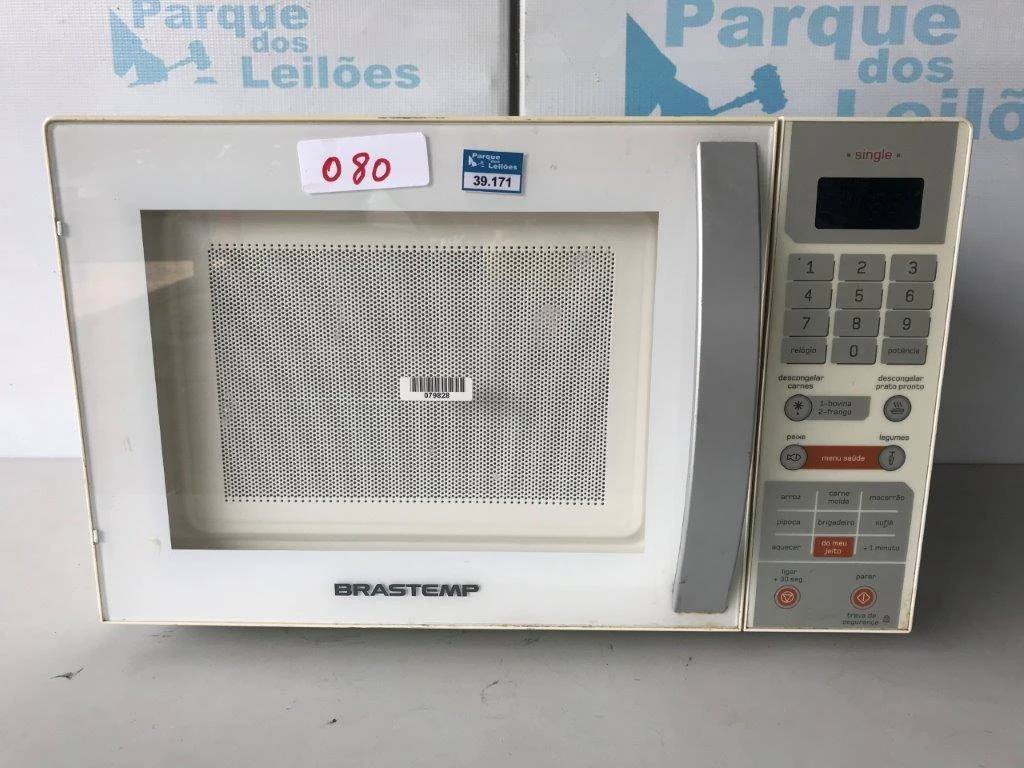 Parque
dos
Leilões
Parque
dos
Leilõ
080
Parque
dos
Leilões
39.171
079828
BRASTEMP
single
1 2 3
4 5 6
7 8 9
relógio 0 potência
descongelar
carnes
descongelar
prato pronto
1-bovina
2-frango
peixe
legumes
menu saúde
arroz
carne
moída
macarrão
pipoca
brigadeiro
suflê
aquecer
do meu
jeito
+1 minuto
ligar
+ 30 seg.
parar
trava de
segurança